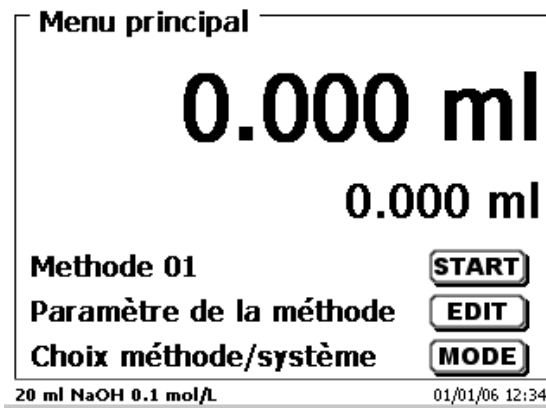 Menu principal
0.000 ml
0.000 ml
Methode 01 START
Paramètre de la méthode EDIT
Choix méthode/système MODE
20 ml NaOH 0.1 mol/L 01/01/06 12:34